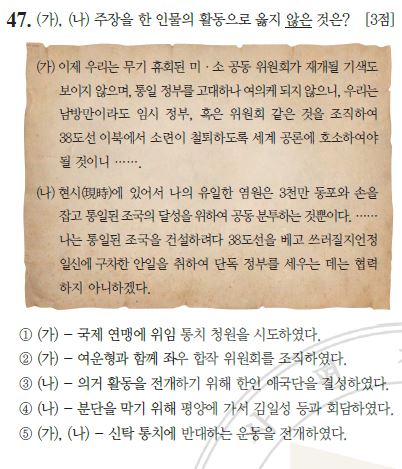 47. (가), (나) 주장을 한 인물의 활동으로 옳지 않은 것은? [3점]
(가) 이제 우리는 무기 휴회된 미·소 공동 위원회가 재개될 기색도
보이지 않으며, 통일 정부를 고대하나 여의케 되지 않으니, 우리는
남방만이라도 임시 정부, 혹은 위원회 같은 것을 조직하여
38도선 이북에서 소련이 철퇴하도록 세계 공론에 호소하여야
될 것이니 …….
(나) 현시(現時)에 있어서 나의 유일한 염원은 3천만 동포와 손을
잡고 통일된 조국의 달성을 위하여 공동 분투하는 것뿐이다. ……
나는 통일된 조국을 건설하려다 38도선을 베고 쓰러질지언정
일신에 구차한 안일을 취하여 단독 정부를 세우는 데는 협력
하지 아니하겠다.
① (가) - 국제 연맹에 위임 통치 청원을 시도하였다.
② (가) - 여운형과 함께 좌우 합작 위원회를 조직하였다.
③ (나) - 의거 활동을 전개하기 위해 한인 애국단을 결성하였다.
④ (나) - 분단을 막기 위해 평양에 가서 김일성 등과 회담하였다.
⑤ (가), (나) - 신탁 통치에 반대하는 운동을 전개하였다.